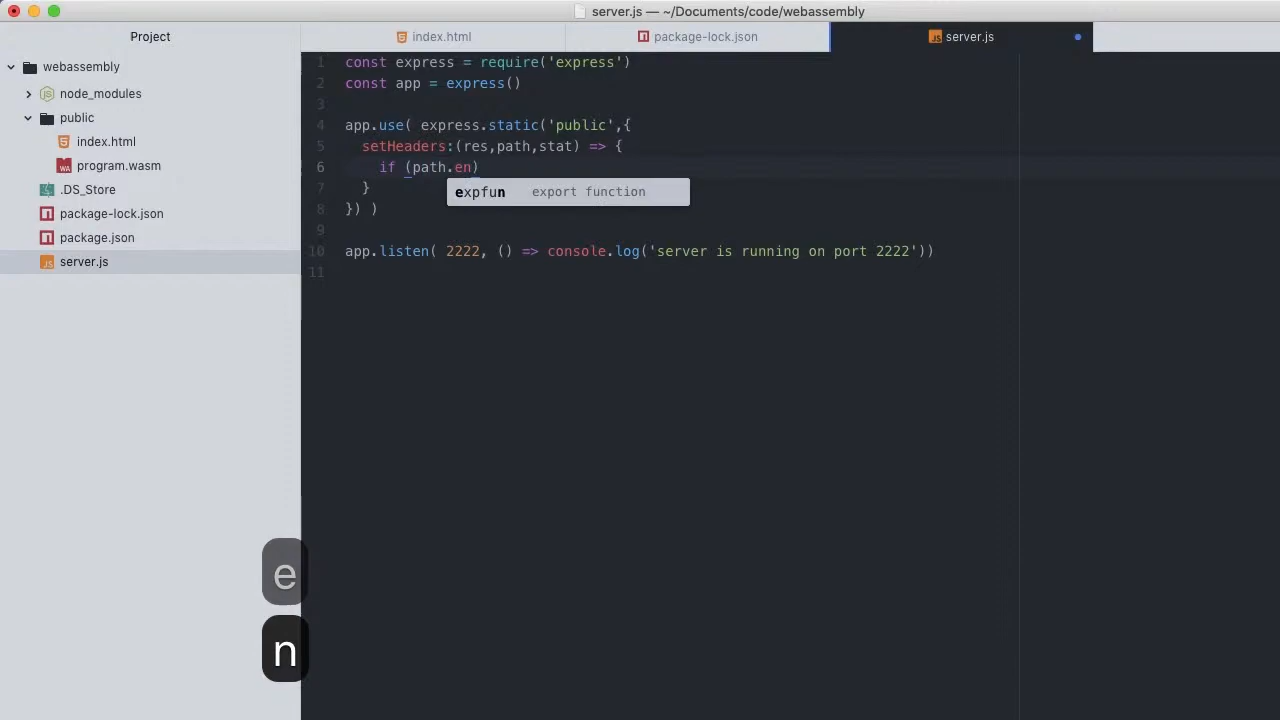 server.js — ~/Documents/code/webassembly
Project
index.html
package-lock.json
server.js
webassembly
node_modules
public
index.html
program.wasm
.DS_Store
package-lock.json
package.json
server.js
1 const express = require('express')
2 const app = express()
3
4 app.use( express.static('public',{
5 setHeaders:(res,path,stat) => {
6 if (path.en)
expfun export function
7 }
8 }) )
9
10 app.listen( 2222, () => console.log('server is running on port 2222'))
11
e
n